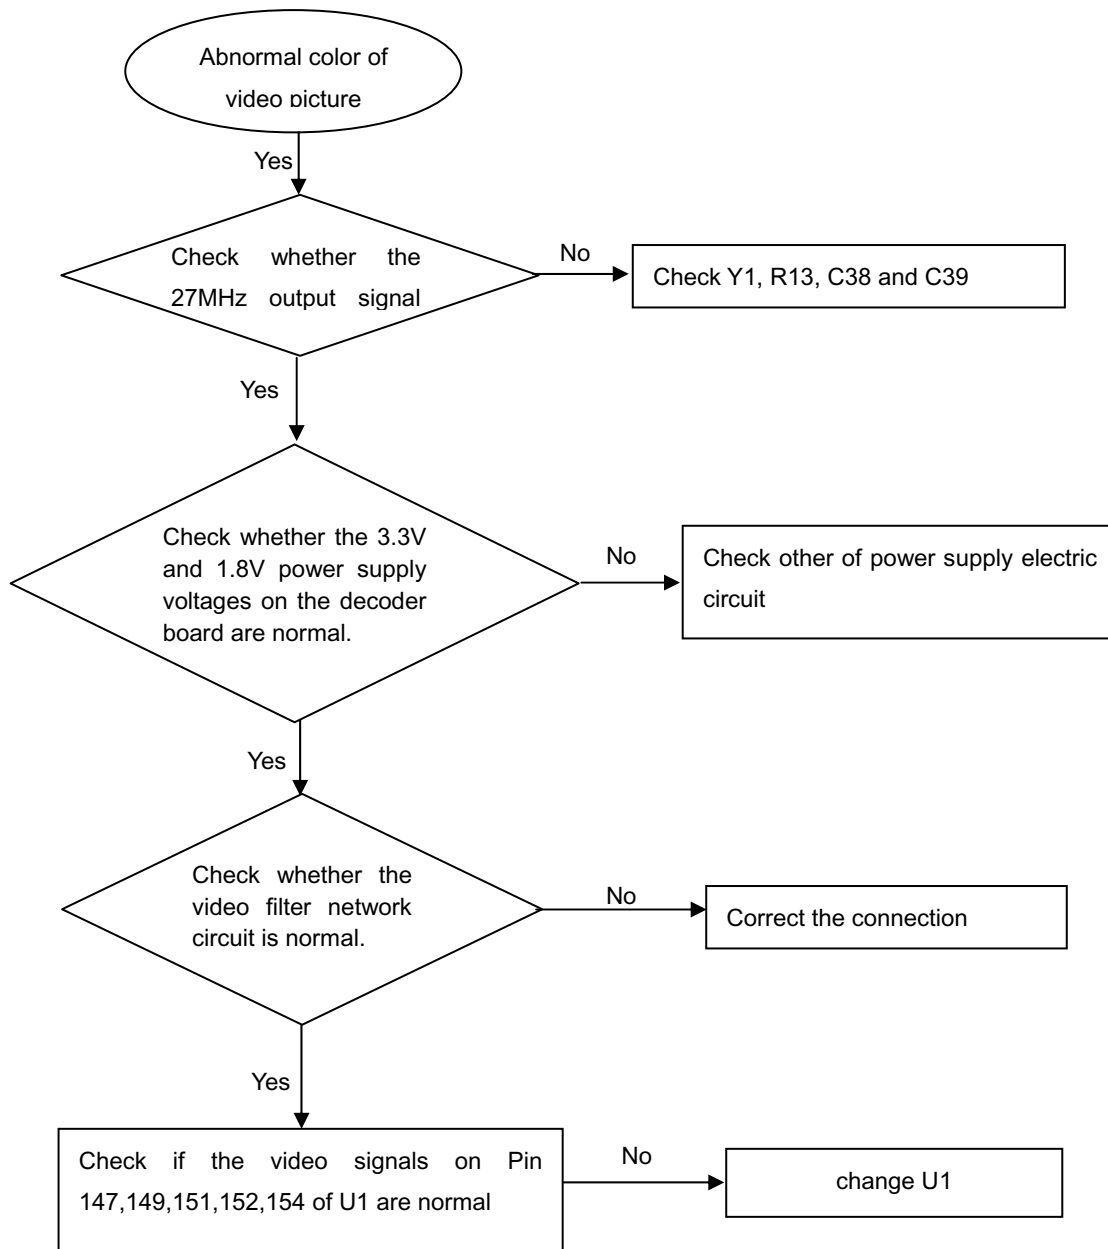 Abnormal color of
video picture
Yes
Check whether the
27MHz output signal
No
Check Y1, R13, C38 and C39
Yes
Check whether the 3.3V
and 1.8V power supply
voltages on the decoder
board are normal.
No
Check other of power supply electric
circuit
Yes
Check whether the
video filter network
circuit is normal.
No
Correct the connection
Yes
Check if the video signals on Pin
147,149,151,152,154 of U1 are normal
No
change U1